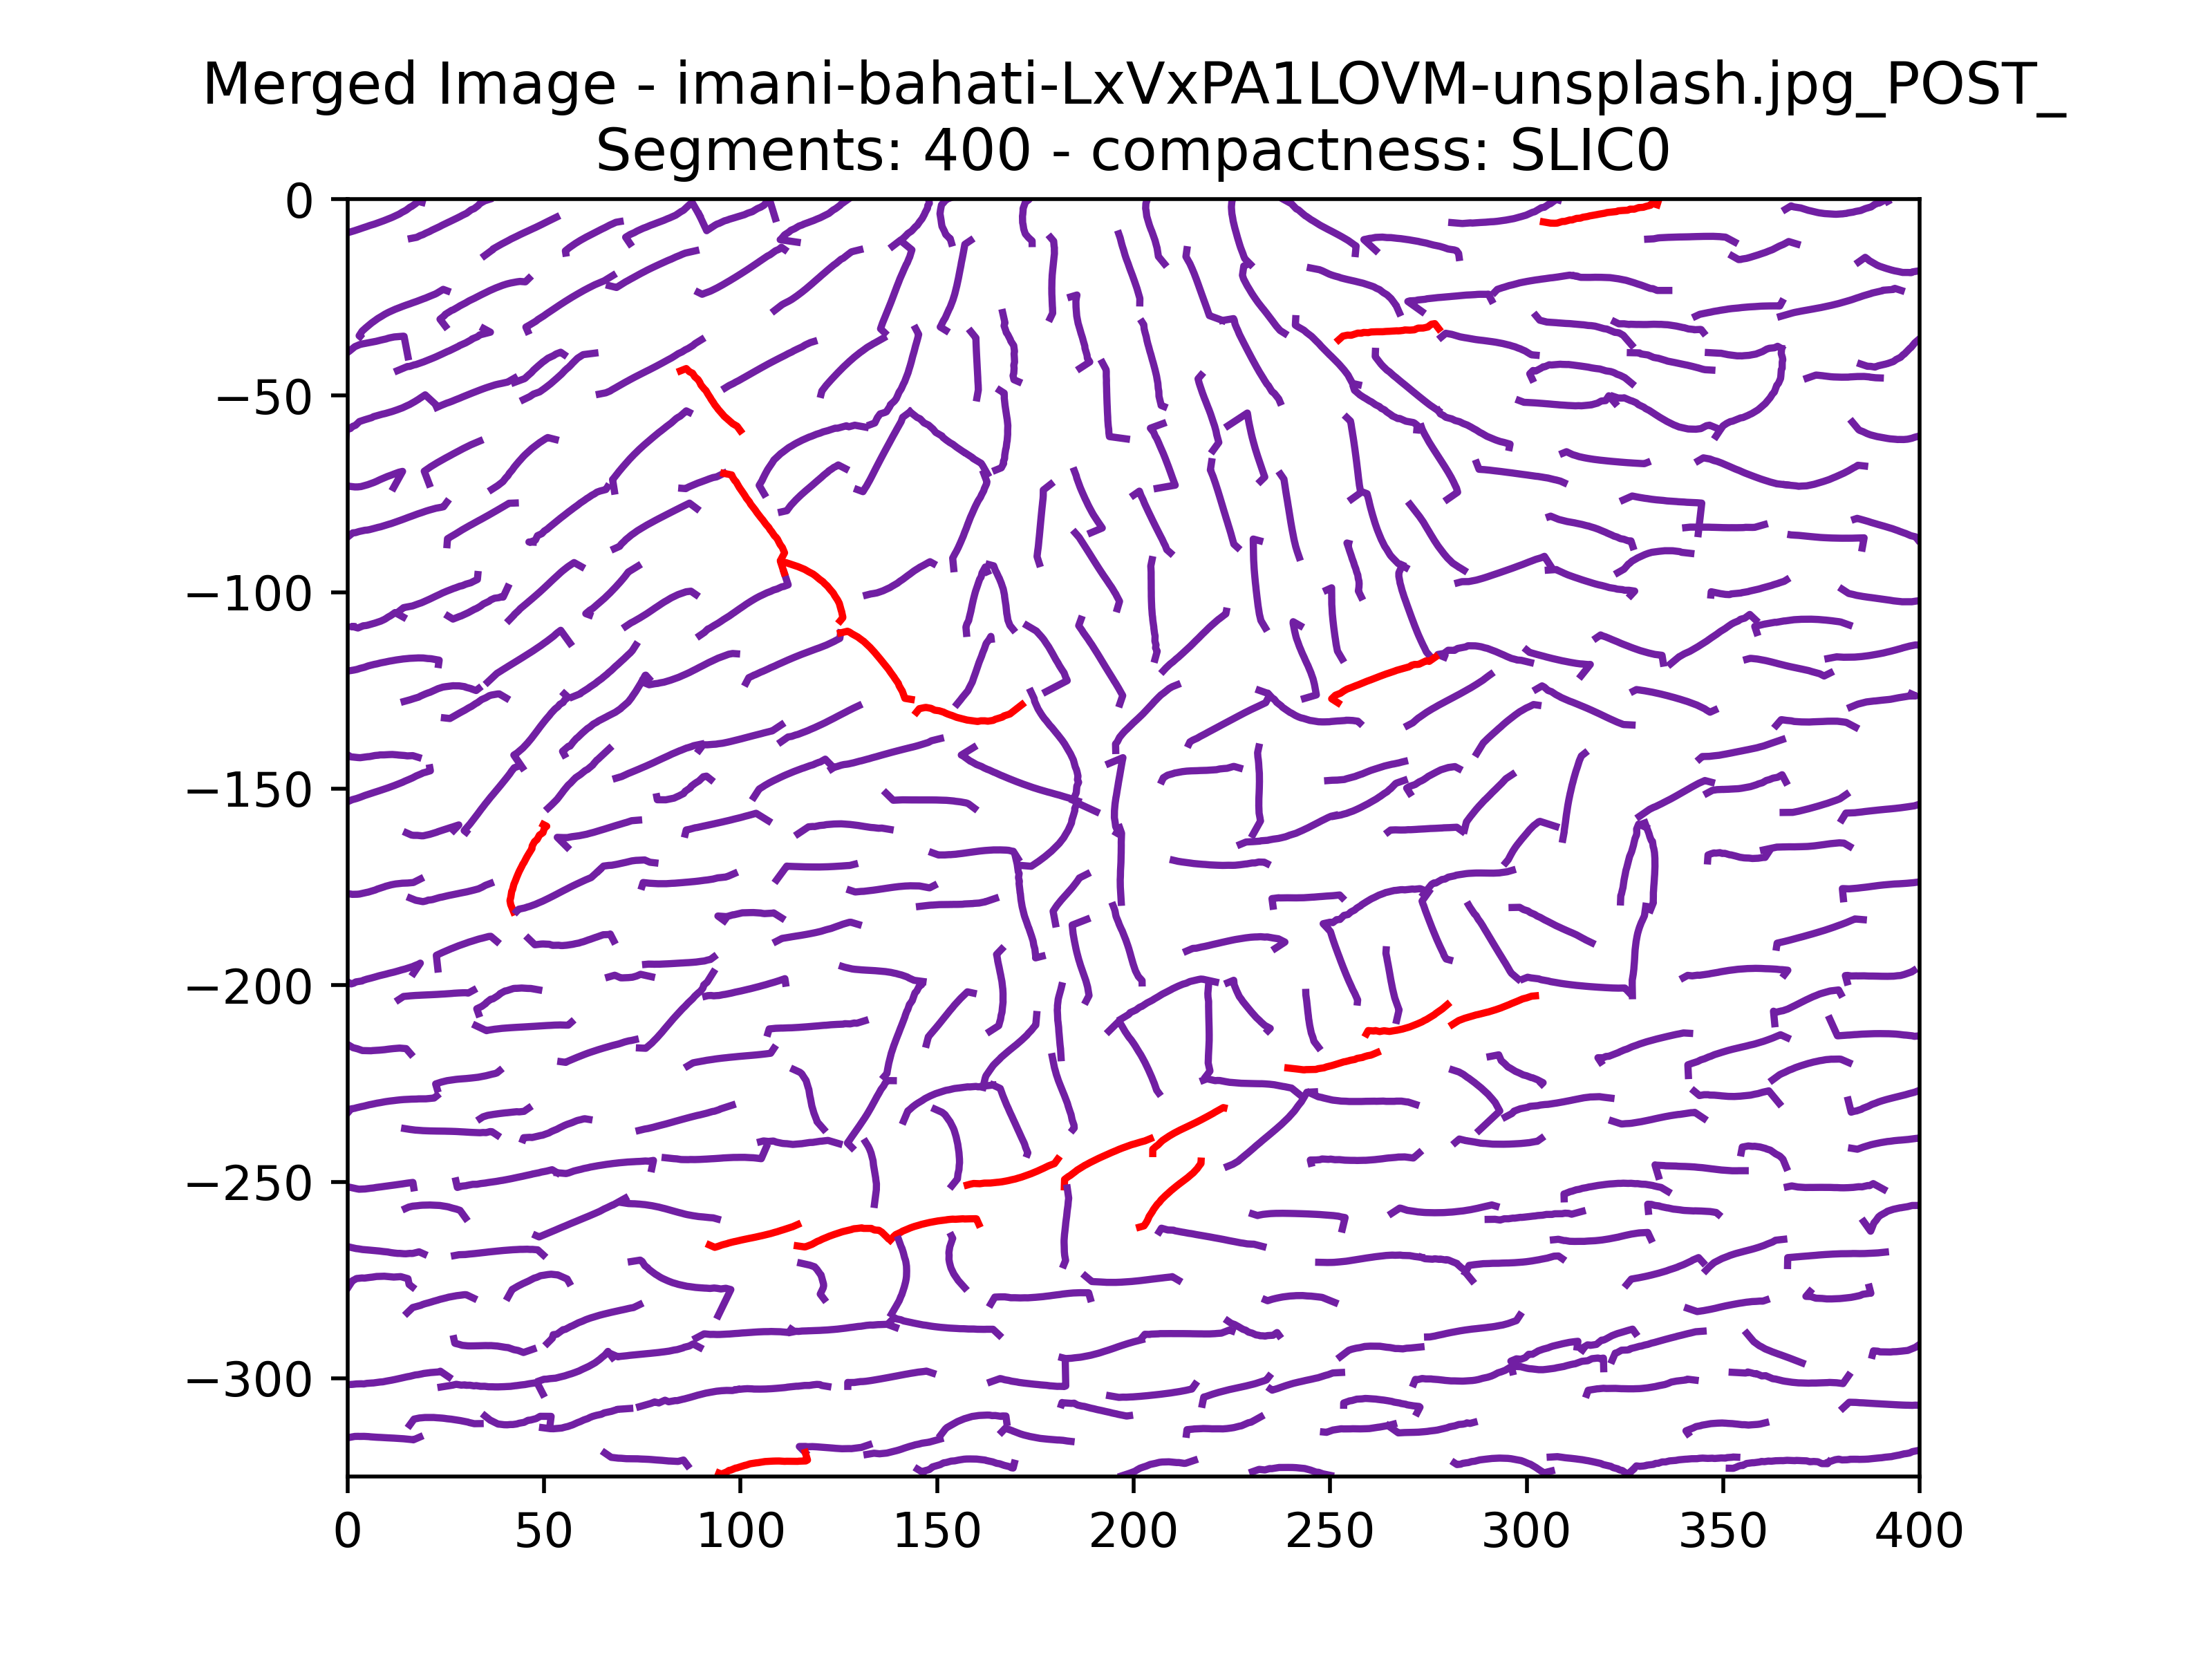 Merged Image - imani-bahati-LxVxPA1LOVM-unsplash.jpg_POST_
Segments: 400 - compactness: SLIC0
0
−50
−100
−150
−200
−250
−300
0 50 100 150 200 250 300 350 400